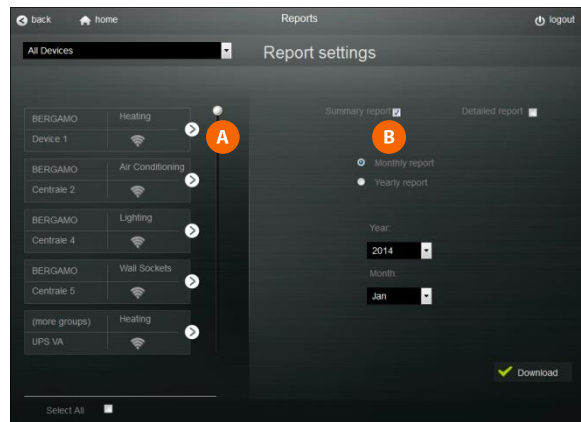 back home Reports logout
All Devices
Report settings
BERGAMO Heating
Device 1
A
Summary report Detailed report
B
BERGAMO Air Conditioning
Centrale 2
Monthly report
Yearly report
BERGAMO Lighting
Centrale 4
Year:
2014
BERGAMO Wall Sockets
Centrale 5
Month:
Jan
(more groups) Heating
UPS VA
Download
Select All